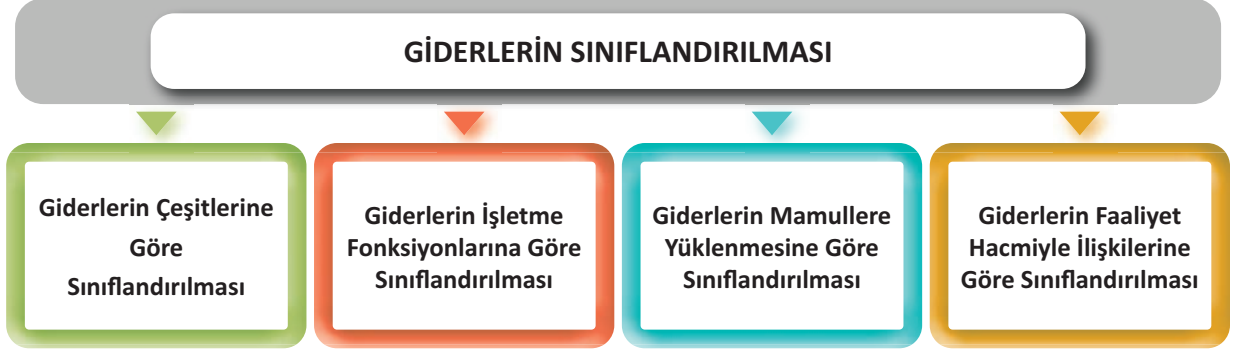 GİDERLERİN SINIFLANDIRILMASI
Giderlerin Çeşitlerine
Göre
Sınıflandırılması
Giderlerin İşletme
Fonksiyonlarına Göre
Sınıflandırılması
Giderlerin Mamullere
Yüklenmesine Göre
Sınıflandırılması
Giderlerin Faaliyet
Hacmiyle İlişkilerine
Göre Sınıflandırılması